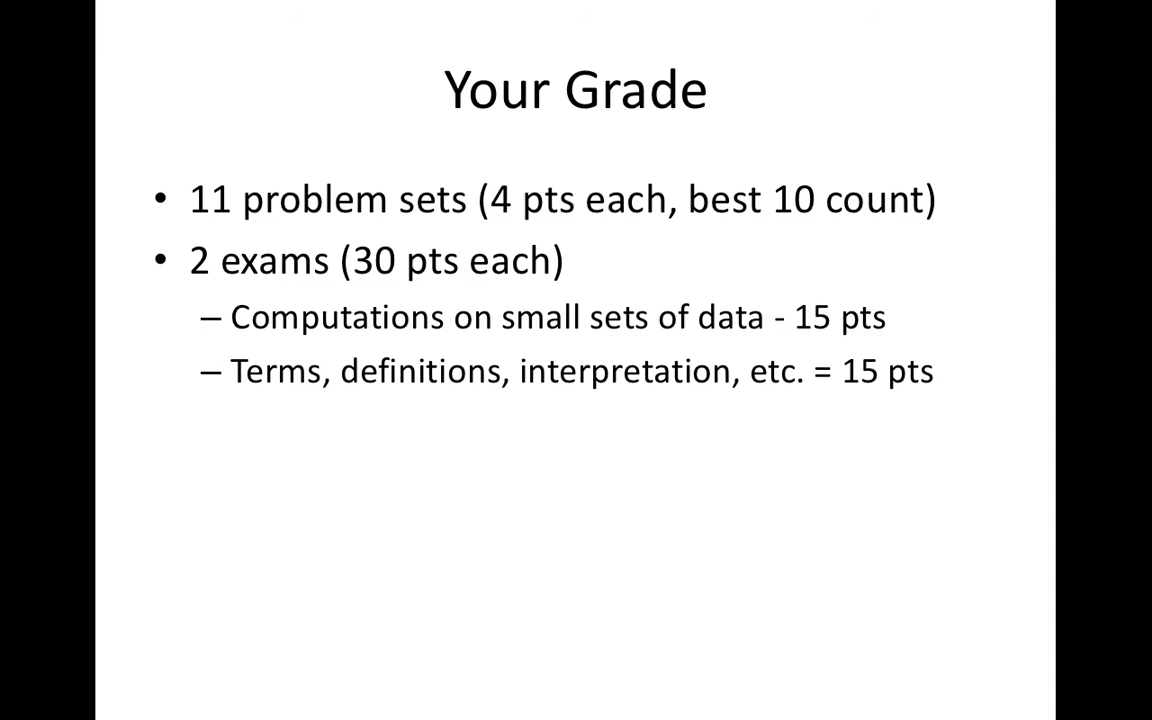 Your Grade
• 11 problem sets (4 pts each, best 10 count)
• 2 exams (30 pts each)
– Computations on small sets of data - 15 pts
– Terms, definitions, interpretation, etc. = 15 pts